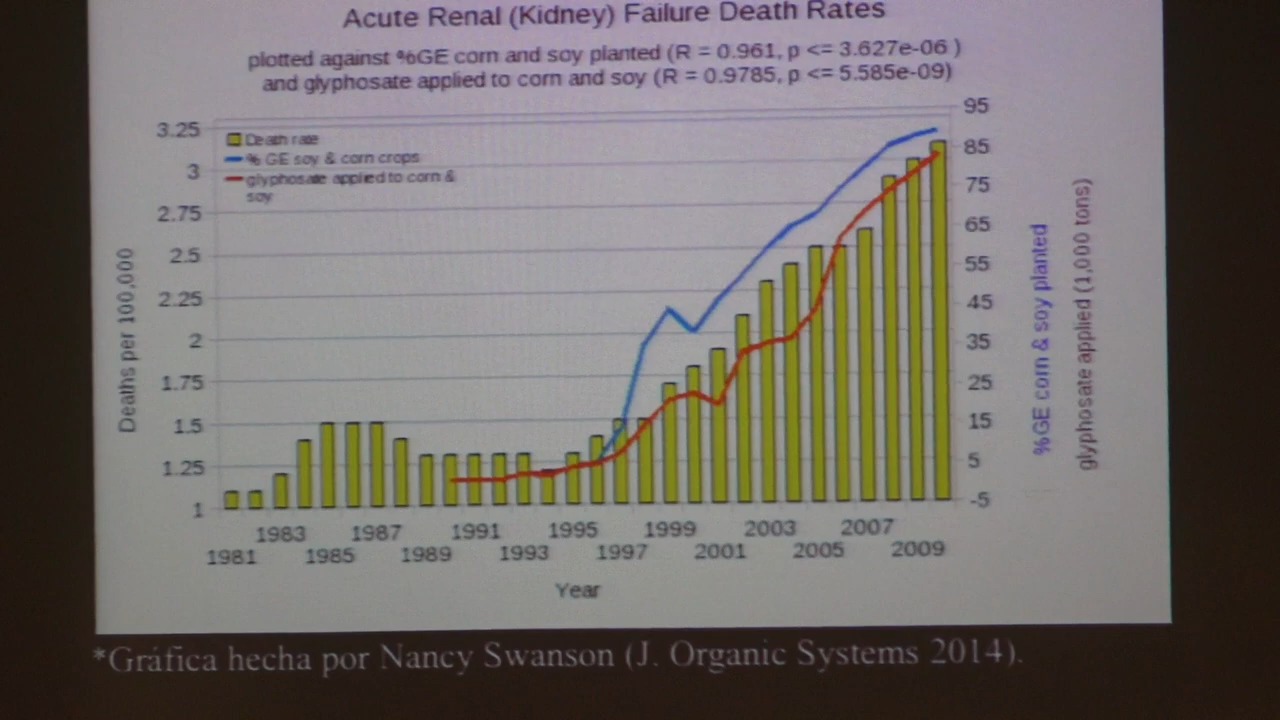 Acute Renal (Kidney) Failure Death Rates
plotted against %GE corn and soy planted (R = 0.961, p <= 3.627e-06 )
and glyphosate applied to corn and soy (R = 0.9785, p <= 5.585e-09)
Death rate
% GE soy & corn crops
glyphosate applied to corn &
soy
3.25
3
2.75
2.5
2.25
2
1.75
1.5
1.25
1
Deaths per 100,000
95
85
75
65
55
45
35
25
15
5
-5
%GE corn & soy planted
glyphosate applied (1,000 tons)
1983 1987 1991 1995 1999 2003 2007
1981 1985 1989 1993 1997 2001 2005 2009
Year
*Gráfica hecha por Nancy Swanson (J. Organic Systems 2014).